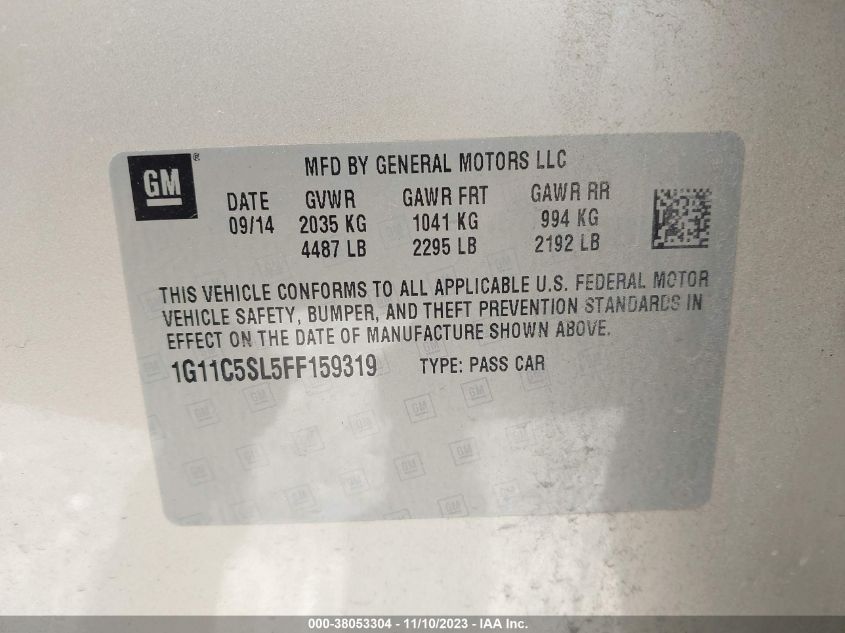 GM ®
MFD BY GENERAL MOTORS LLC
DATE GVWR GAWR FRT GAWR RR
09/14 2035 KG 1041 KG 994 KG
4487 LB 2295 LB 2192 LB
THIS VEHICLE CONFORMS TO ALL APPLICABLE U.S. FEDERAL MOTOR
VEHICLE SAFETY, BUMPER, AND THEFT PREVENTION STANDARDS IN
EFFECT ON THE DATE OF MANUFACTURE SHOWN ABOVE.
1G11C5SL5FF159319 TYPE: PASS CAR
GM
GM
GM
000-38053304 - 11/10/2023 - IAA Inc.